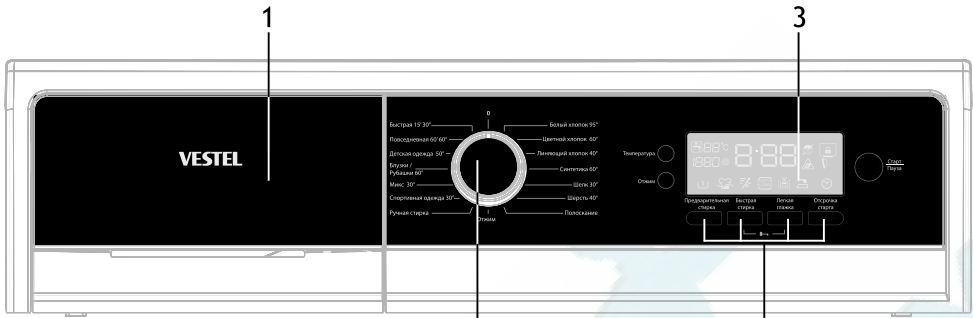 1
3
VESTEL
0
Быстрая 15' 30°
Повседневная 60'60°
Детская одежда 50°
Блузки /
Рубашки 60°
Микс 30°
Спортивная одежда 30°
Ручная стирка
Отжим
Белый хлопок 95°
Цветной хлопок 60°
Линяющий хлопок 40°
Синтетика 60°
Шелк 30°
Шерсть 40°
Полоскание
Температура
Отжим
Старт
Пауза
Предварительная
стирка
Быстрая
стирка
Легкая
глажка
Отсрочка
старта